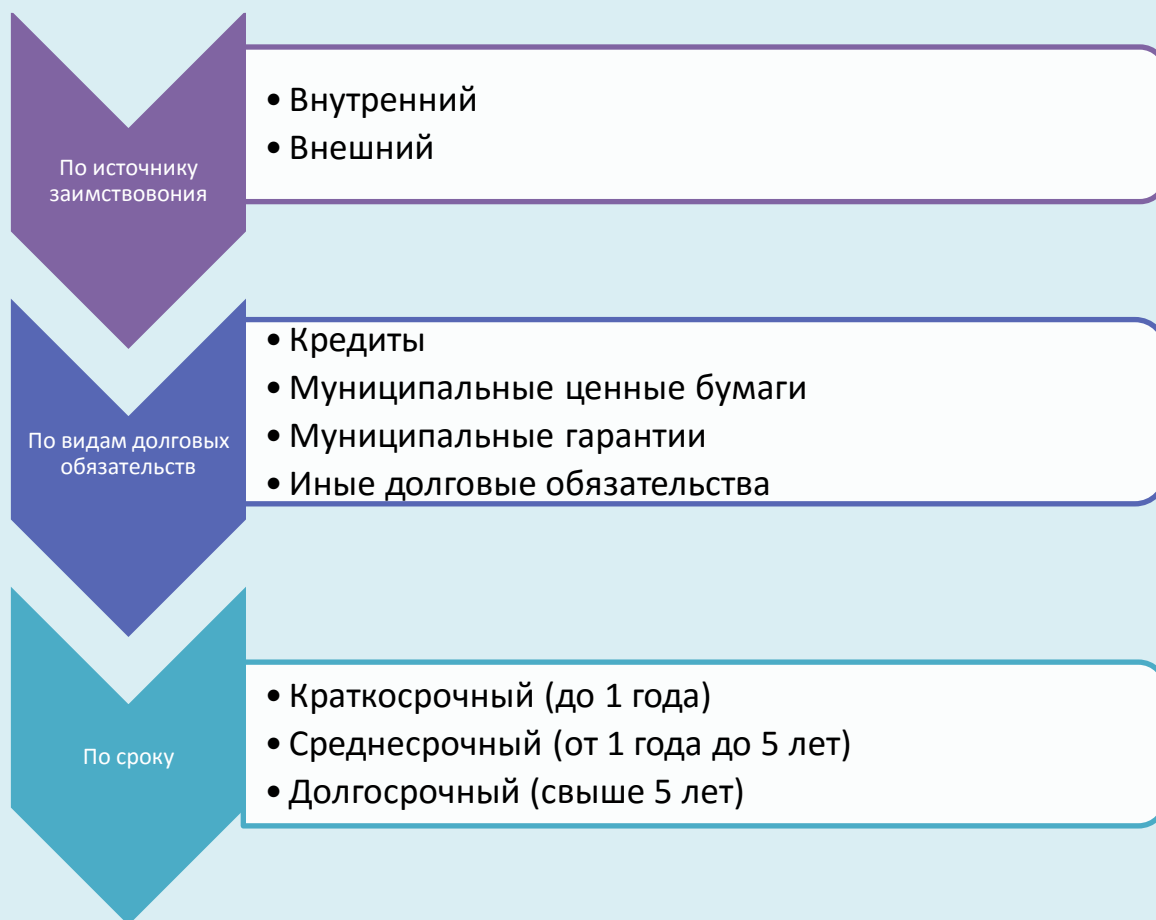 По источнику
заимствовония
• Внутренний
• Внешний
По видам долговых
обязательств
• Кредиты
• Муниципальные ценные бумаги
• Муниципальные гарантии
• Иные долговые обязательства
По сроку
• Краткосрочный (до 1 года)
• Среднесрочный (от 1 года до 5 лет)
• Долгосрочный (свыше 5 лет)